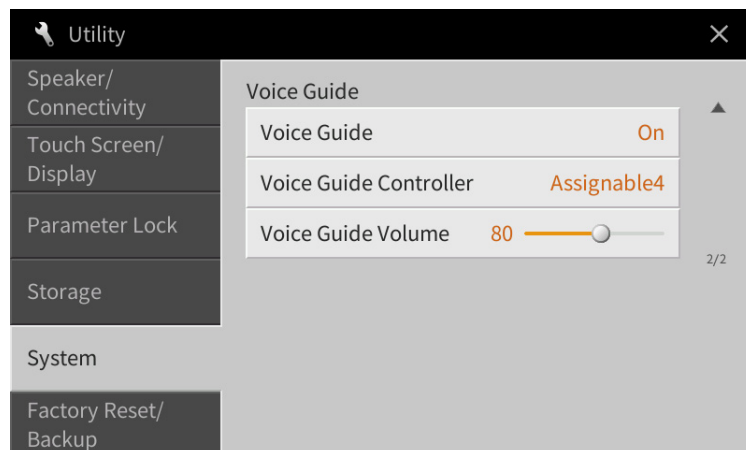 Utility
Speaker/
Connectivity
Touch Screen/
Display
Parameter Lock
Storage
System
Factory Reset/
Backup
Voice Guide
Voice Guide On
Voice Guide Controller Assignable4
Voice Guide Volume 80
2/2